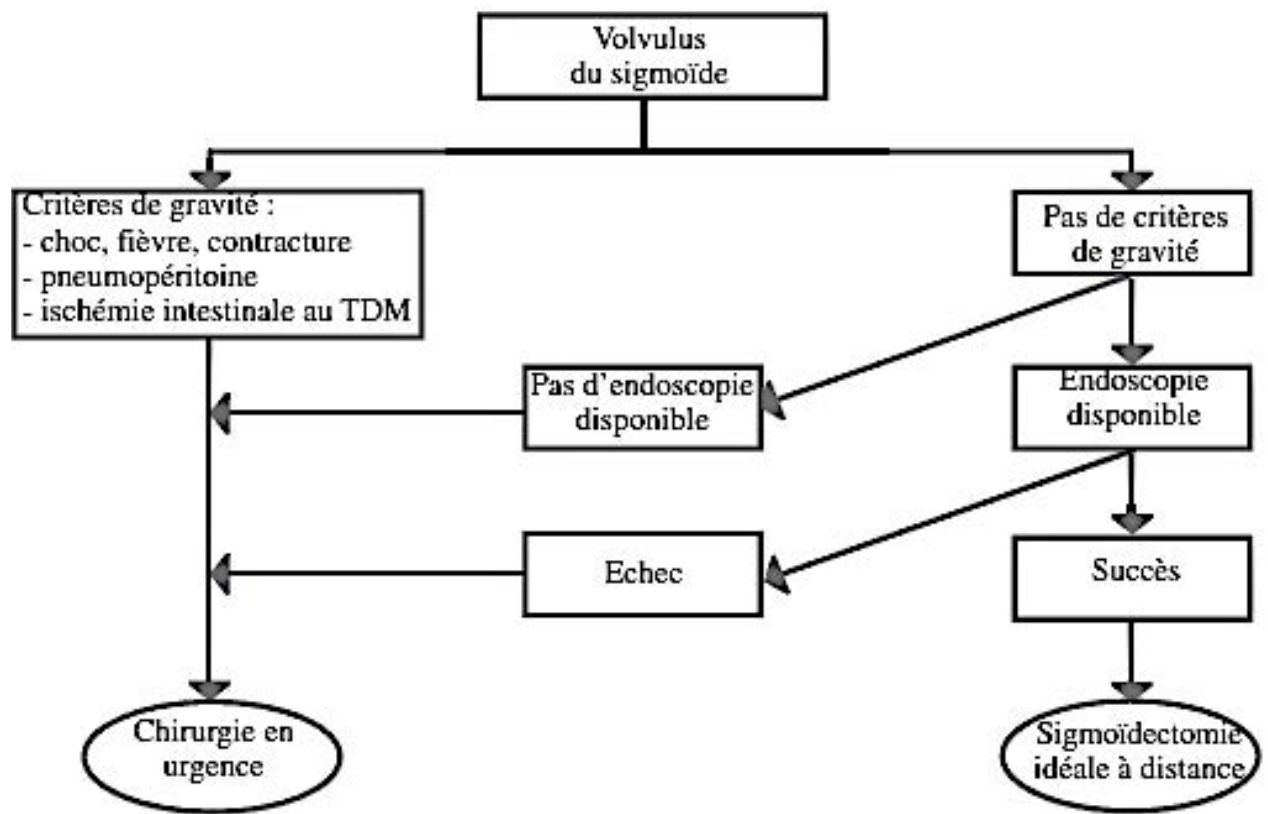 Volvulus
du sigmoïde
Critères de gravité :
- choc, fièvre, contracture
- pneumopéritoine
- ischémie intestinale au TDM
Pas de critères
de gravité
Pas d'endoscopie
disponible
Endoscopie
disponible
Echec
Succès
Chirurgie en
urgence
Sigmoïdectomie
idéale à distance